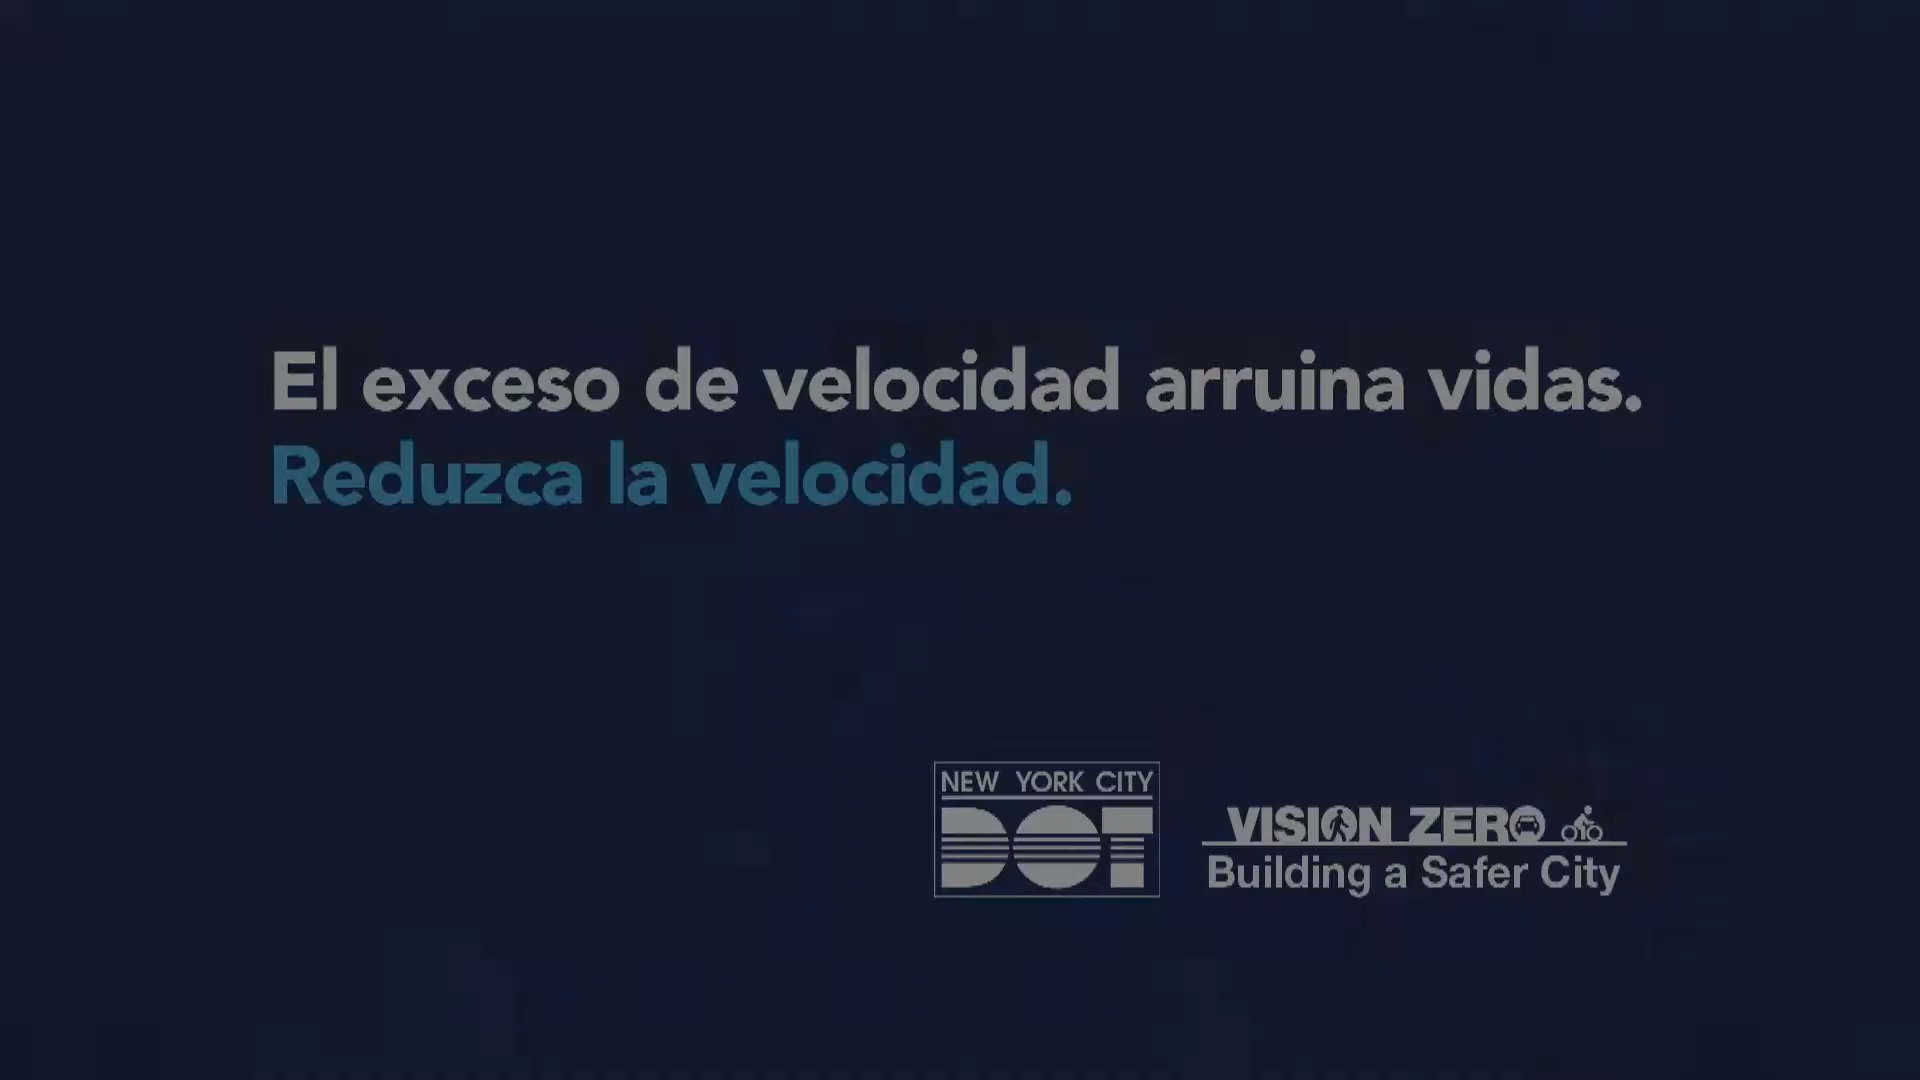 El exceso de velocidad arruina vidas.
Reduzca la velocidad.
NEW YORK CITY
DOT
VISION ZERO
Building a Safer City